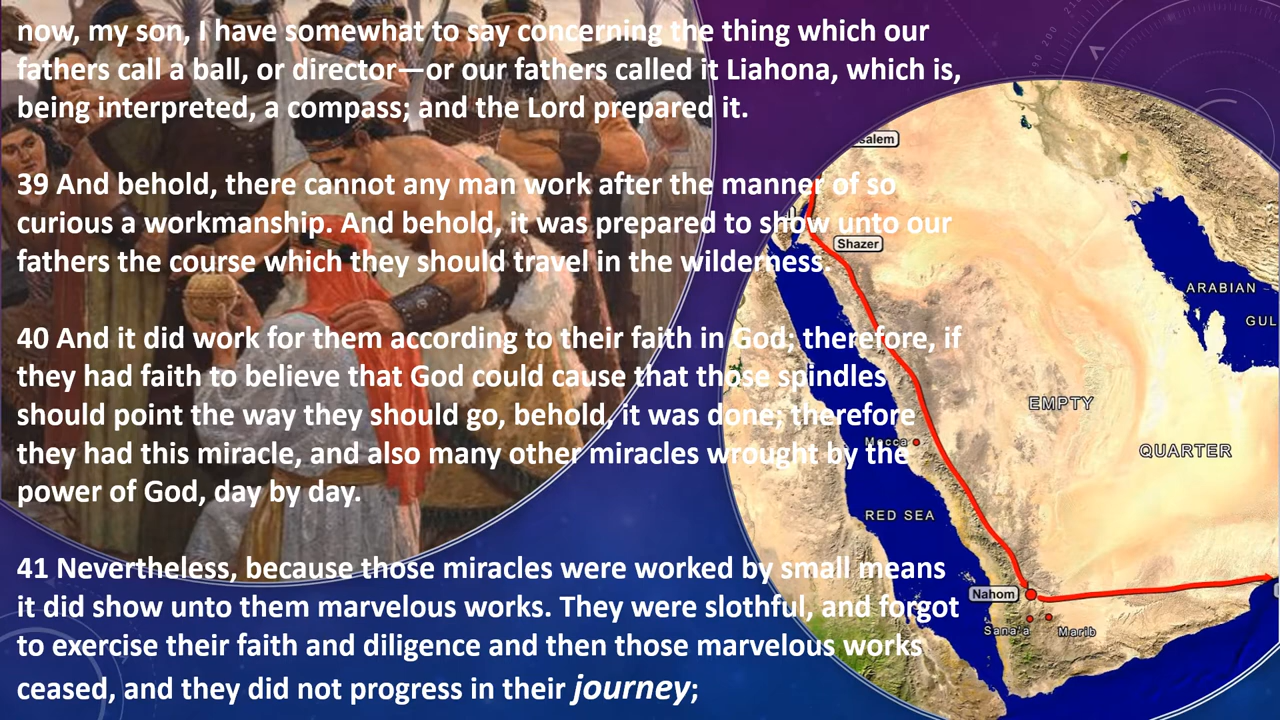 now, my son, I have somewhat to say concerning the thing which our
fathers call a ball, or director—or our fathers called it Liahona, which is,
being interpreted, a compass; and the Lord prepared it.
39 And behold, there cannot any man work after the manner of so
curious a workmanship. And behold, it was prepared to show unto our
fathers the course which they should travel in the wilderness.
40 And it did work for them according to their faith in God; therefore, if
they had faith to believe that God could cause that those spindles
should point the way they should go, behold, it was done; therefore
they had this miracle, and also many other miracles wrought by the
power of God, day by day.
41 Nevertheless, because those miracles were worked by small means
it did show unto them marvelous works. They were slothful, and forgot
to exercise their faith and diligence and then those marvelous works
ceased, and they did not progress in their journey;
salem
Shazer
ARABIAN
GUL
EMPTY
QUARTER
Mecca
RED SEA
Nahom
Sana'a
Marib